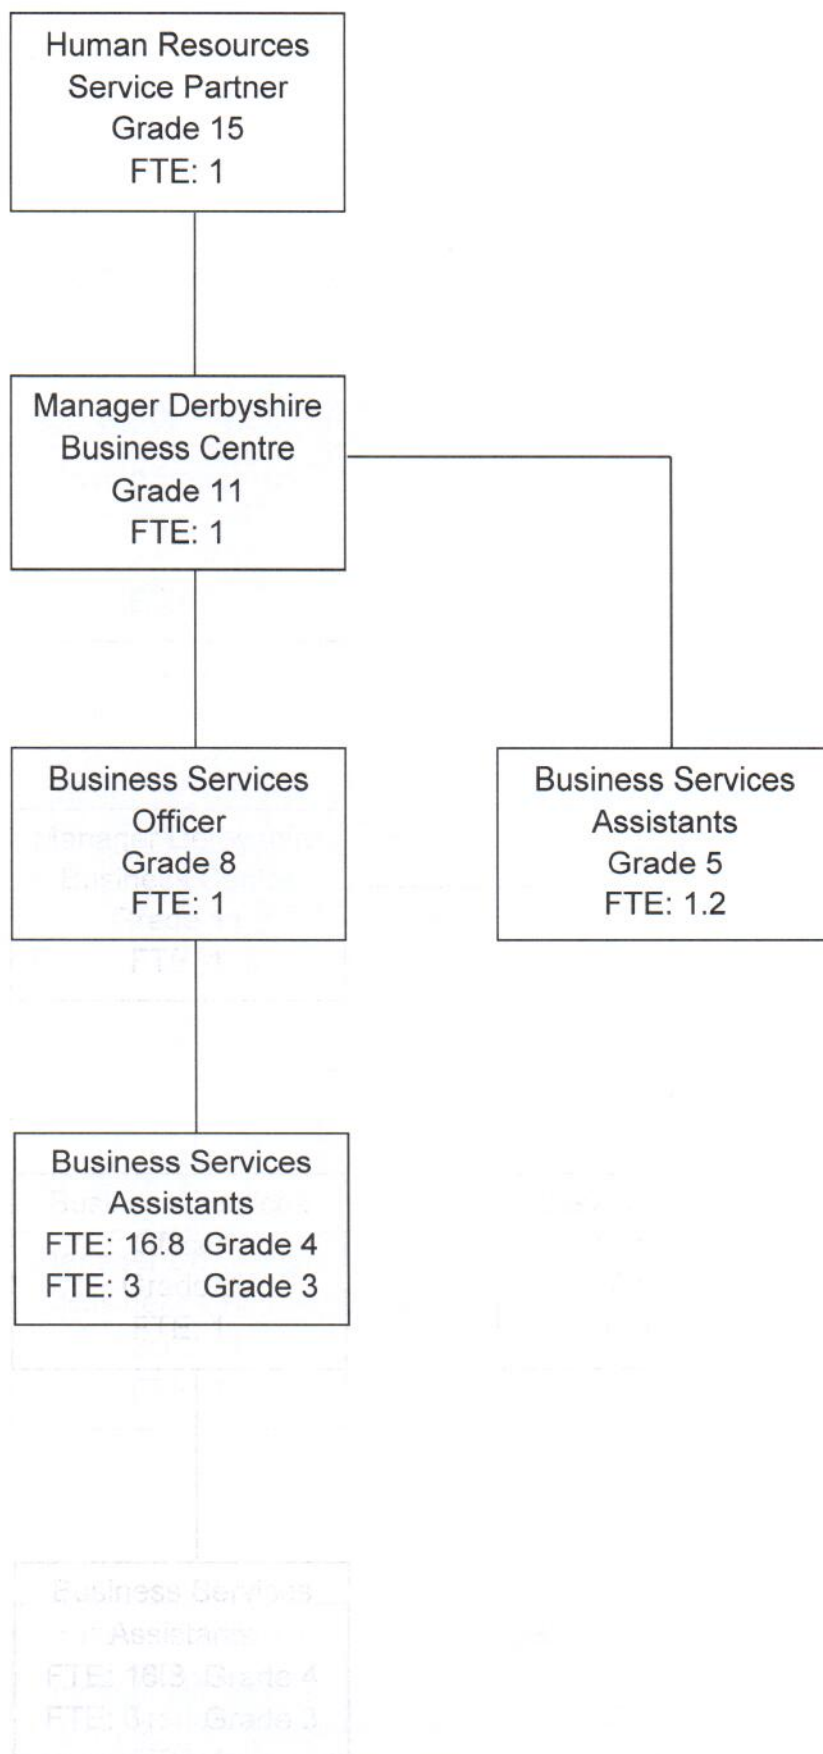 Human Resources
Service Partner
Grade 15
FTE: 1
Manager Derbyshire
Business Centre
Grade 11
FTE: 1
Business Services
Officer
Grade 8
FTE: 1
Business Services
Assistants
Grade 5
FTE: 1.2
Business Services
Assistants
FTE: 16.8 Grade 4
FTE: 3 Grade 3